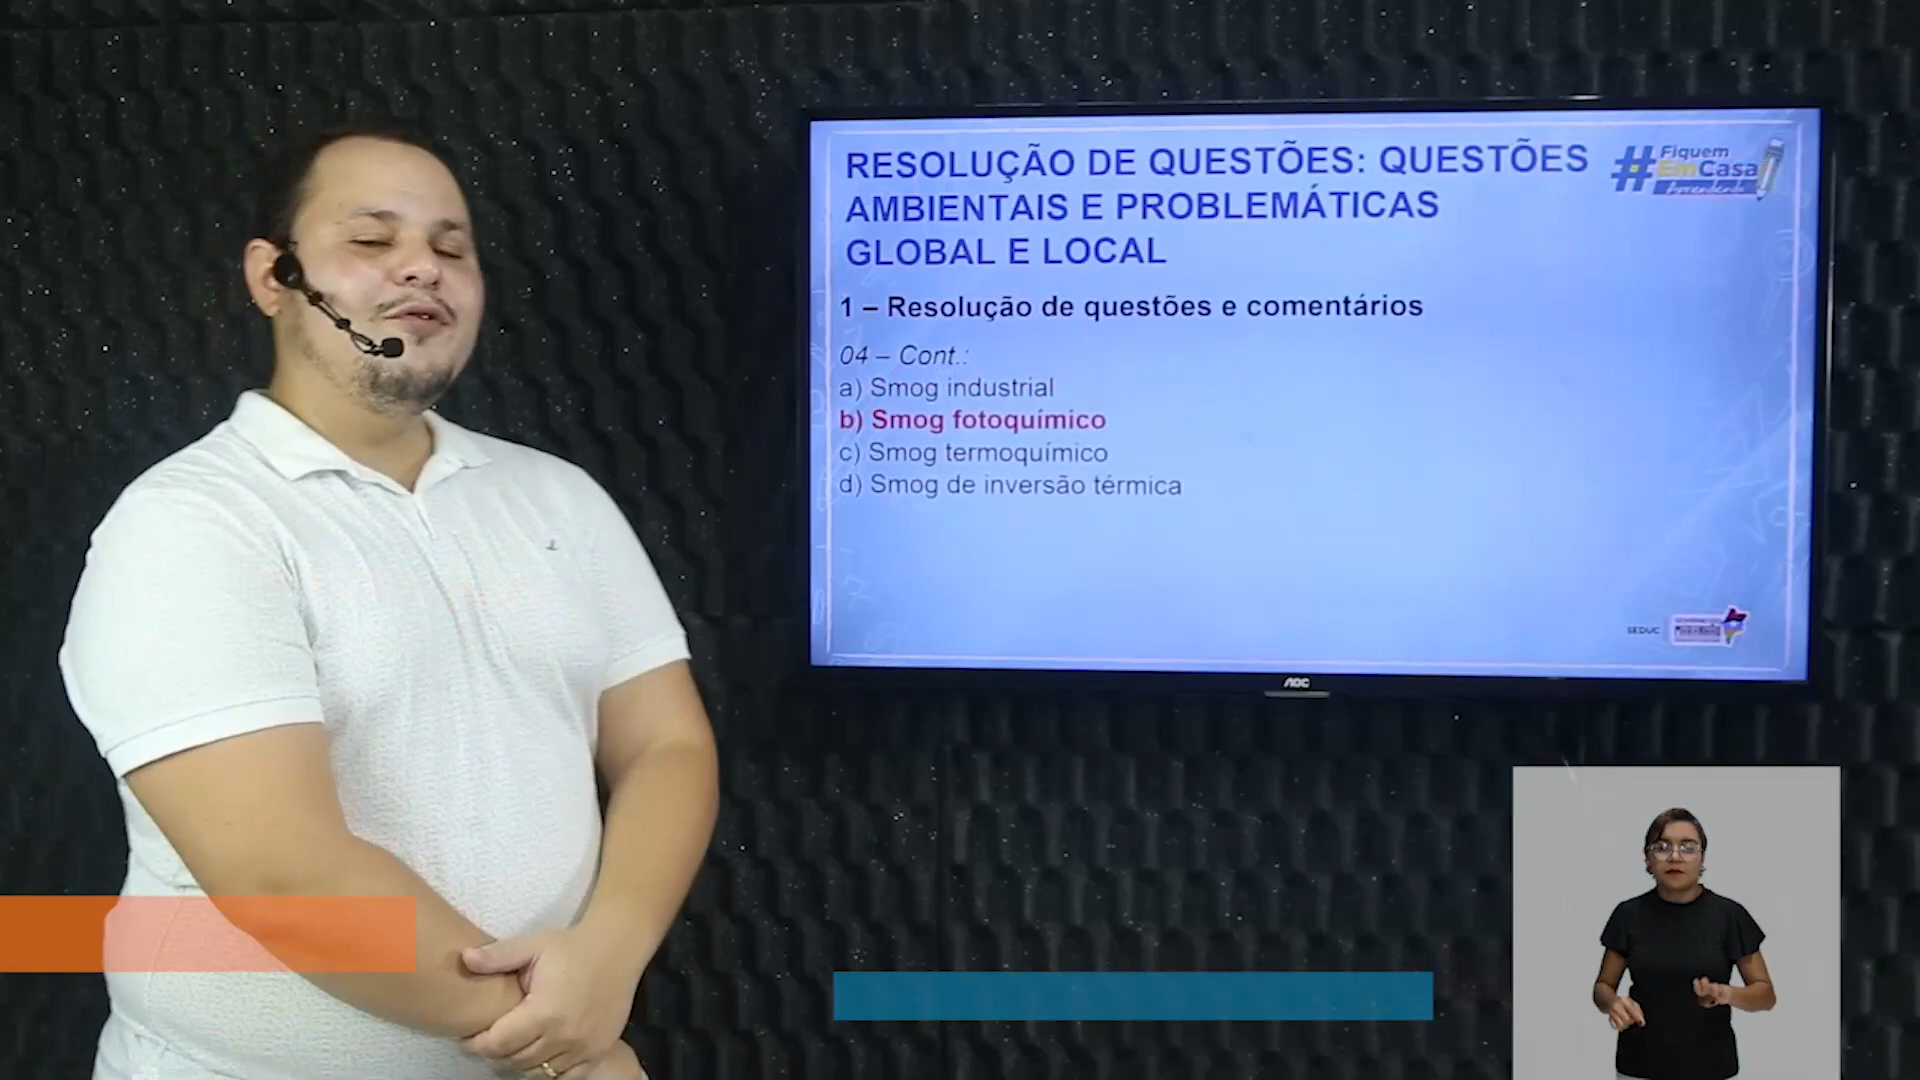 RESOLUÇÃO DE QUESTÕES: QUESTÕES
AMBIENTAIS E PROBLEMÁTICAS
GLOBAL E LOCAL
#Fiquem
EmCasa
Aprendendo
1 – Resolução de questões e comentários
04 – Cont.:
a) Smog industrial
b) Smog fotoquímico
c) Smog termoquímico
d) Smog de inversão térmica
SEDUC
AOC